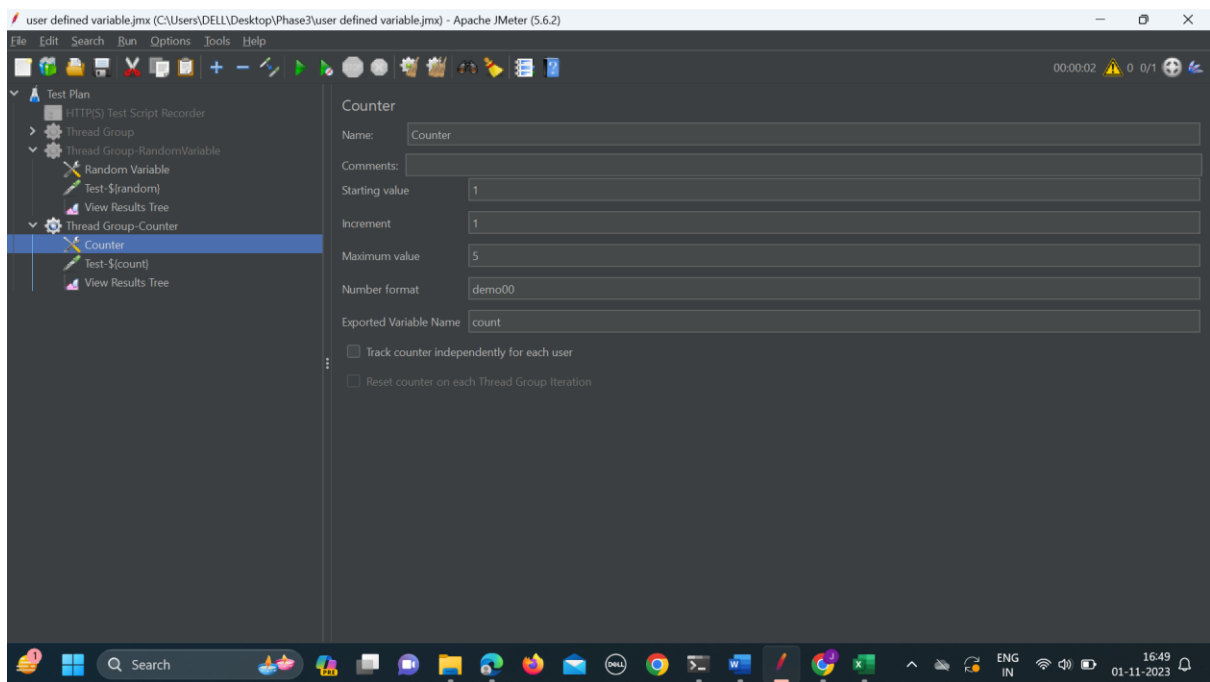 user defined variable.jmx (C:\Users\DELL\Desktop\Phase3\user defined variable.jmx) - Apache JMeter (5.6.2)
File Edit Search Run Options Tools Help
00:00:02 0 0/1
Test Plan
HTTP(S) Test Script Recorder
Thread Group
Thread Group-RandomVariable
Random Variable
Test-${random}
View Results Tree
Thread Group-Counter
Counter
Test-${count}
View Results Tree
Counter
Name: Counter
Comments:
Starting value 1
Increment 1
Maximum value 5
Number format demo00
Exported Variable Name count
Track counter independently for each user
Reset counter on each Thread Group Iteration
1
Search
PRE
DELL
W
J
X
ENG
IN
16:49
01-11-2023